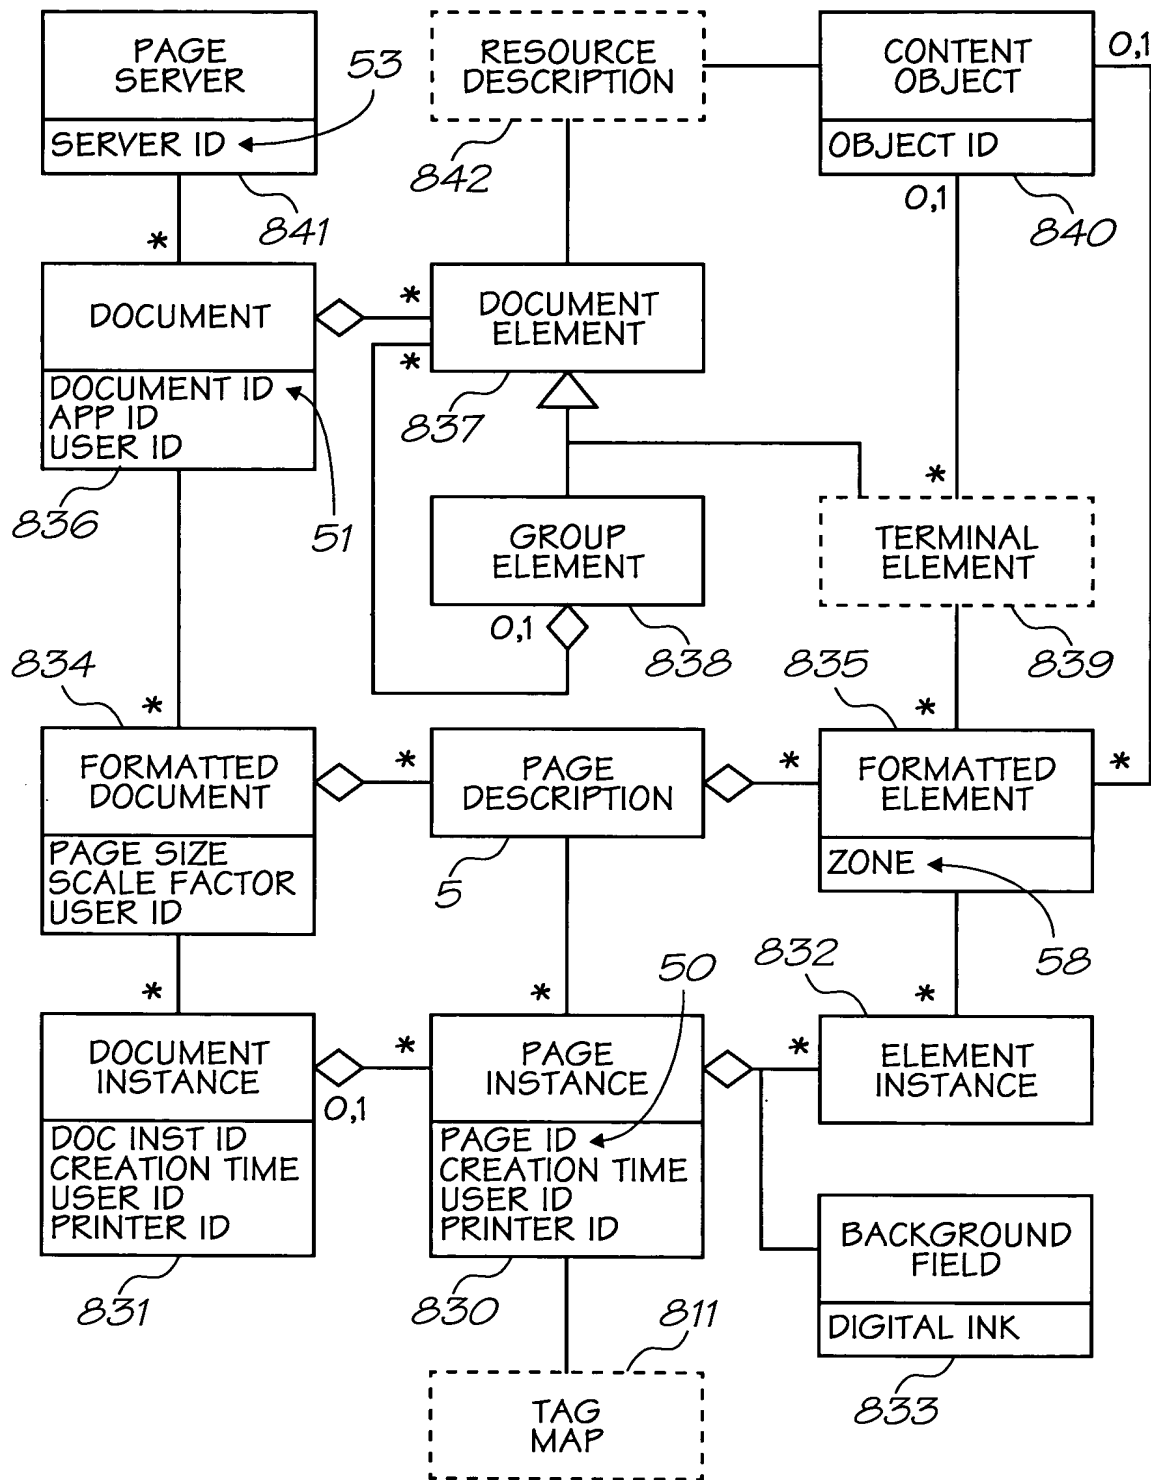 PAGE
SERVER
SERVER ID
53
841
*
RESOURCE
DESCRIPTION
842
CONTENT
OBJECT
OBJECT ID
0,1
0,1
840
DOCUMENT
DOCUMENT ID
APP ID
USER ID
836
51
*
*
DOCUMENT
ELEMENT
837
GROUP
ELEMENT
0,1
838
*
TERMINAL
ELEMENT
839
834
*
FORMATTED
DOCUMENT
PAGE SIZE
SCALE FACTOR
USER ID
*
PAGE
DESCRIPTION
5
835
*
*
*
FORMATTED
ELEMENT
ZONE
58
*
DOCUMENT
INSTANCE
0,1
DOC INST ID
CREATION TIME
USER ID
PRINTER ID
831
50
*
*
PAGE
INSTANCE
PAGE ID
CREATION TIME
USER ID
PRINTER ID
830
832
*
*
ELEMENT
INSTANCE
BACKGROUND
FIELD
DIGITAL INK
833
811
TAG
MAP